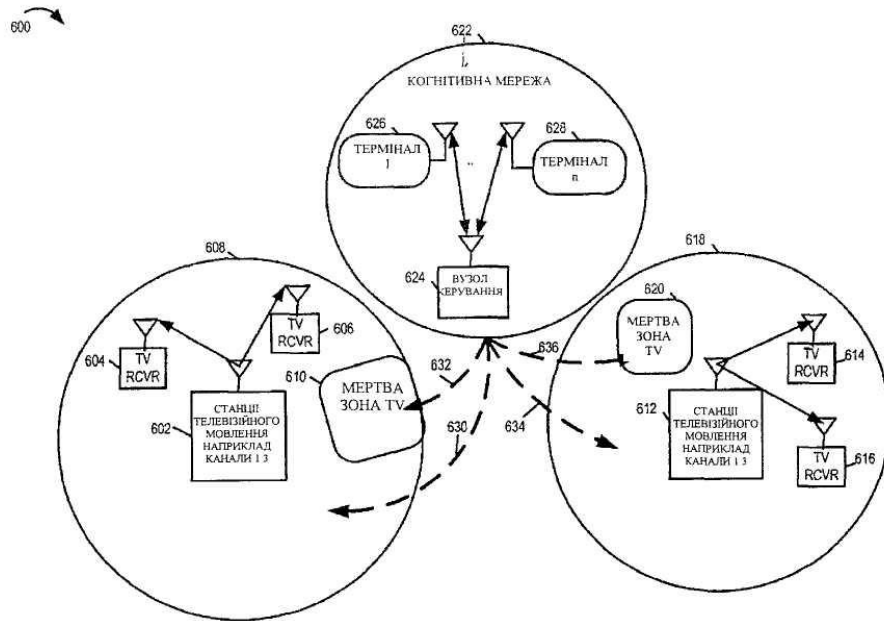 600
622
КОГНІТИВНА МЕРЕЖА
626
ТЕРМІНАЛ
1
628
ТЕРМІНАЛ
n
624
ВУЗОЛ
КЕРУВАННЯ
608
TV
RCVR
604
TV
RCVR
606
610
МЕРТВА
ЗОНА TV
602
СТАНЦІЇ
ТЕЛЕВІЗІЙНОГО
МОВЛЕННЯ
НАПРИКЛАД
КАНАЛИ 1 3
632
630
636
634
618
620
МЕРТВА
ЗОНА TV
612
СТАНЦІЇ
ТЕЛЕВІЗІЙНОГО
МОВЛЕННЯ
НАПРИКЛАД
КАНАЛИ 1 3
TV
RCVR
614
TV
RCVR
616